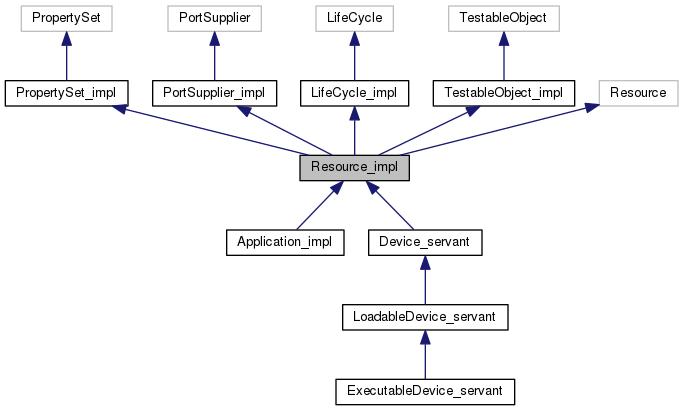 PropertySet
PortSupplier
LifeCycle
TestableObject
PropertySet_impl
PortSupplier_impl
LifeCycle_impl
TestableObject_impl
Resource
Resource_impl
Application_impl
Device_servant
LoadableDevice_servant
ExecutableDevice_servant